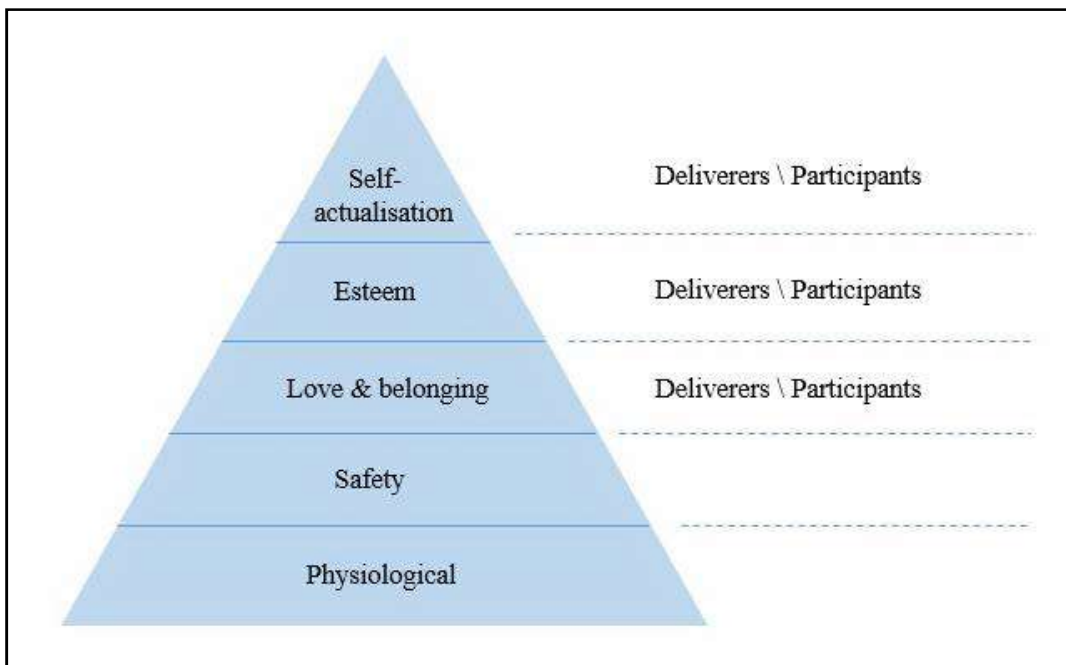 Self-
actualisation
Deliverers \ Participants
Esteem
Deliverers \ Participants
Love & belonging
Deliverers \ Participants
Safety
Physiological